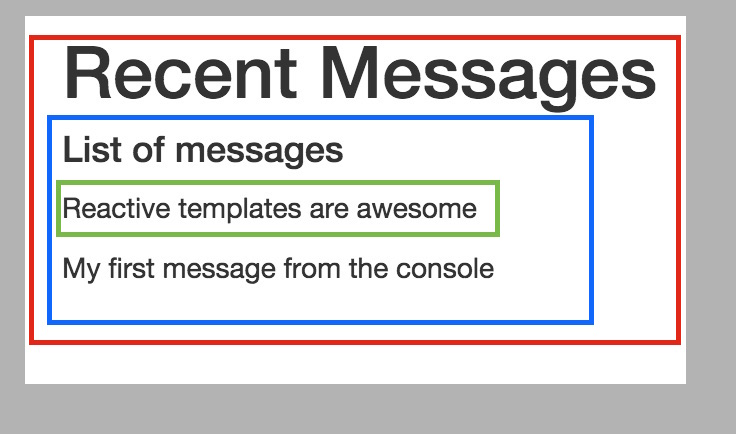 Recent Messages
List of messages
Reactive templates are awesome
My first message from the console